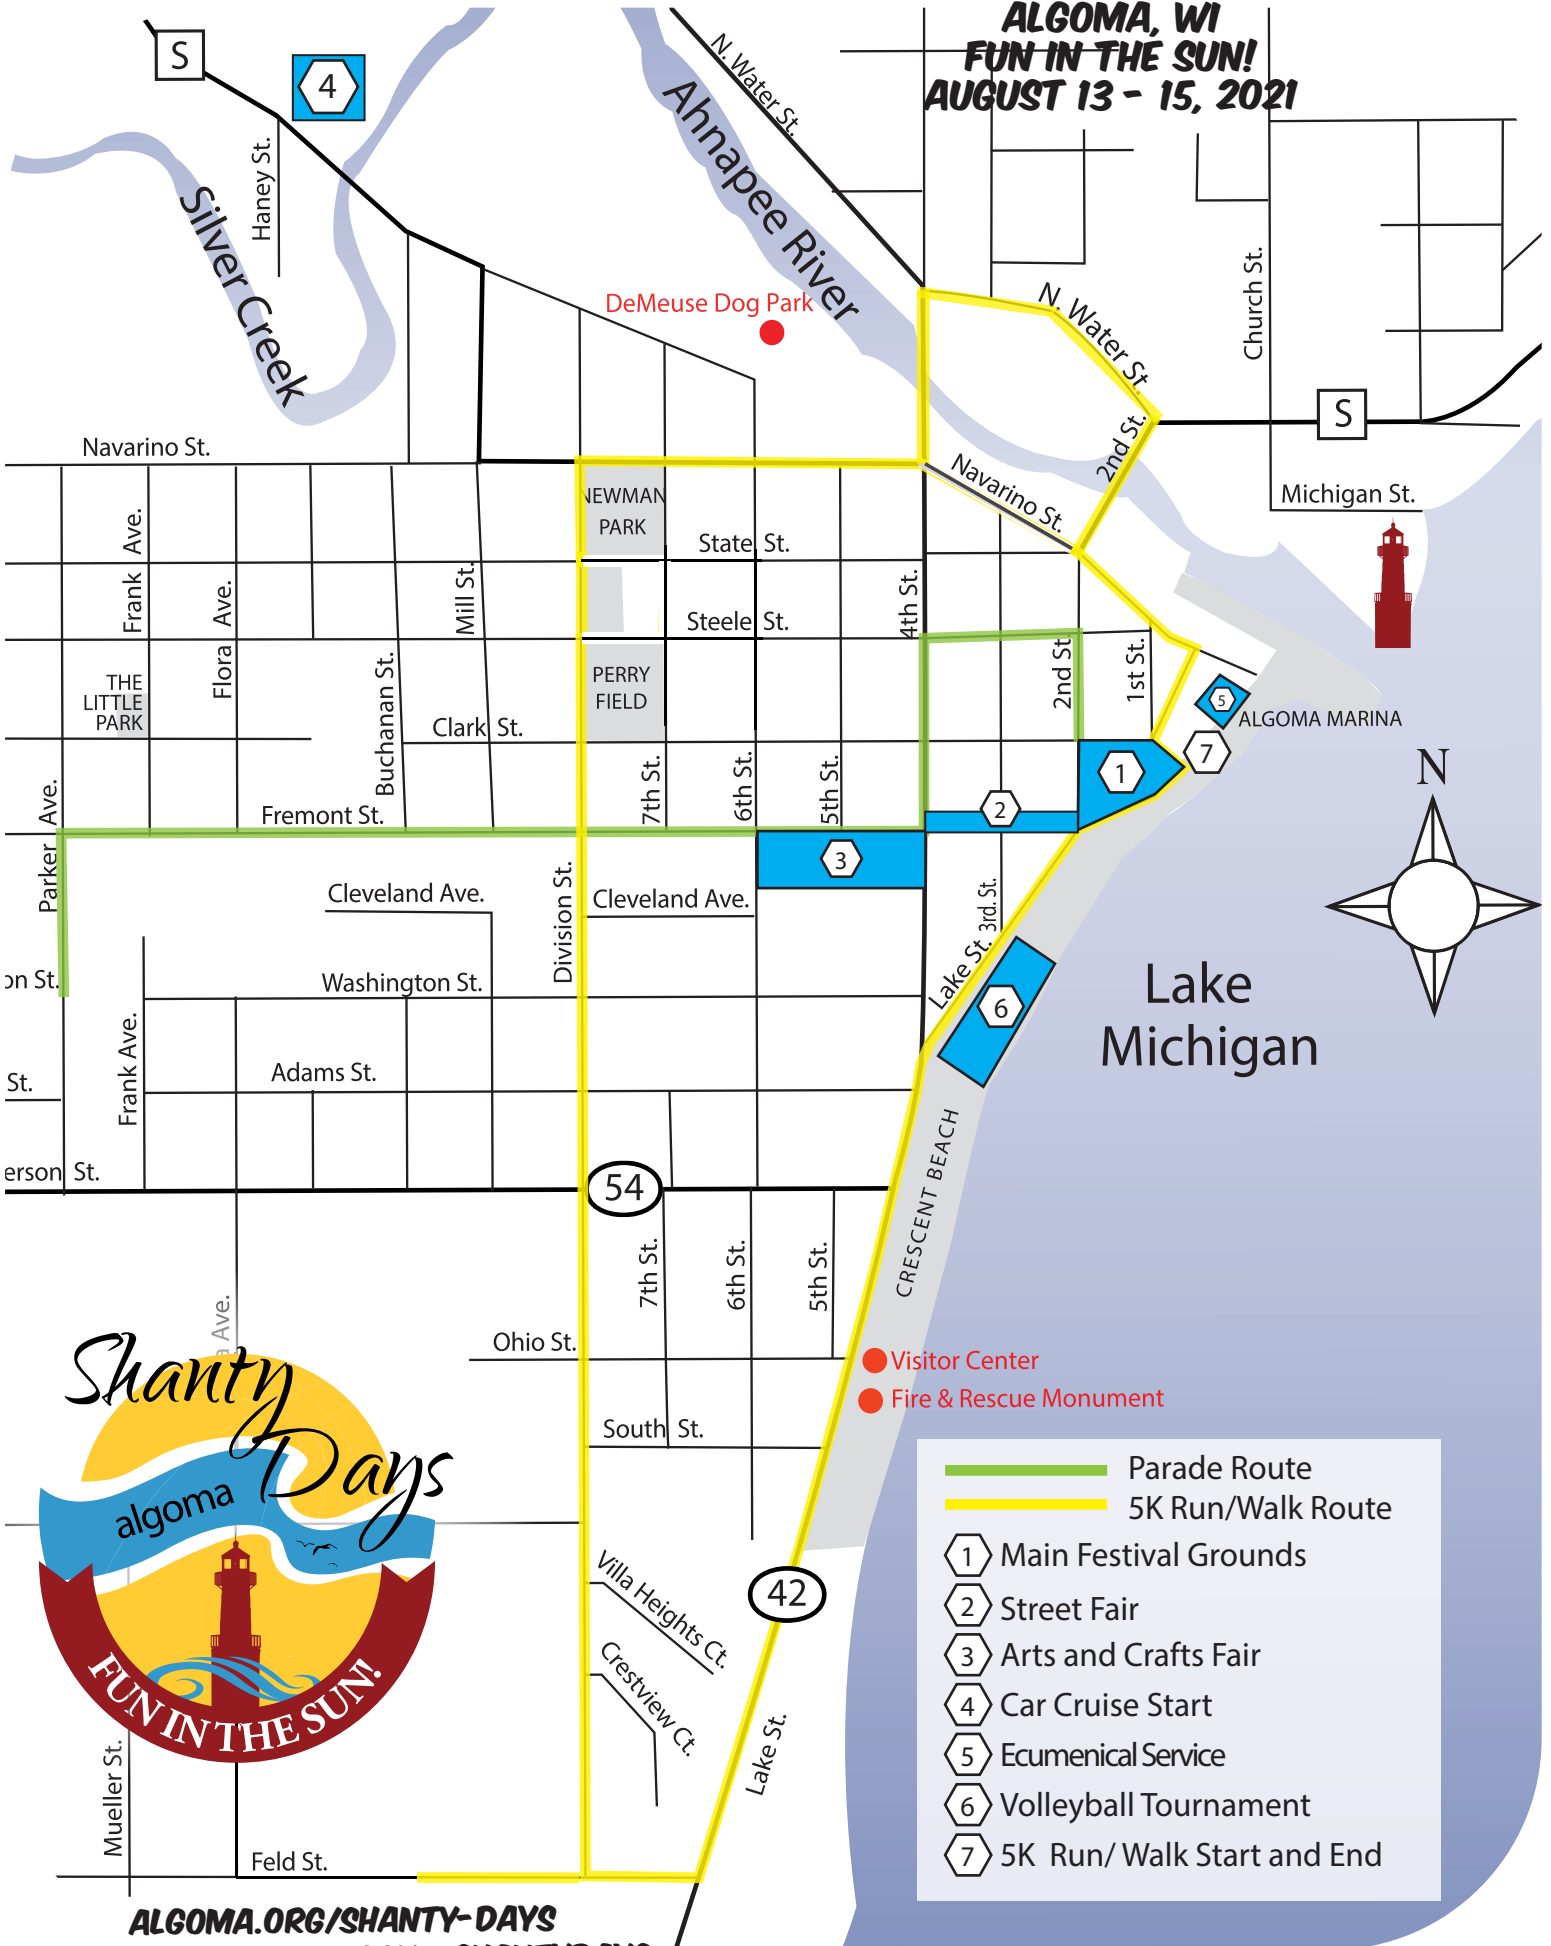 ALGOMA, WI
FUN IN THE SUN!
AUGUST 13 - 15, 2021
S
4
N. Water St.
Ahnapee River
Haney St.
Silver Creek
DeMeuse Dog Park
N. Water St.
Church St.
S
2nd St.
Navarino St.
Navarino St.
Michigan St.
NEWMAN
PARK
State St.
Frank Ave.
Flora Ave.
Mill St.
4th St.
Steele St.
THE
LITTLE
PARK
Buchanan St.
PERRY
FIELD
2nd St
1st St.
5
ALGOMA MARINA
Clark St.
7
1
N
7th St.
6th St.
5th St.
2
Parker Ave.
Fremont St.
3
Cleveland Ave.
Division St.
Cleveland Ave.
3rd. St.
Lake St.
on St.
Washington St.
6
Lake
Michigan
Frank Ave.
St.
Adams St.
CRESCENT BEACH
erson St.
54
7th St.
6th St.
5th St.
a Ave.
Ohio St.
Visitor Center
Fire & Rescue Monument
South St.
Shanty
Days
algoma
FUN IN THE SUN!
Villa Heights Ct.
42
Crestview Ct.
Lake St.
Mueller St.
Feld St.
Parade Route
5K Run/Walk Route
1 Main Festival Grounds
2 Street Fair
3 Arts and Crafts Fair
4 Car Cruise Start
5 Ecumenical Service
6 Volleyball Tournament
7 5K Run/ Walk Start and End
ALGOMA.ORG/SHANTY-DAYS